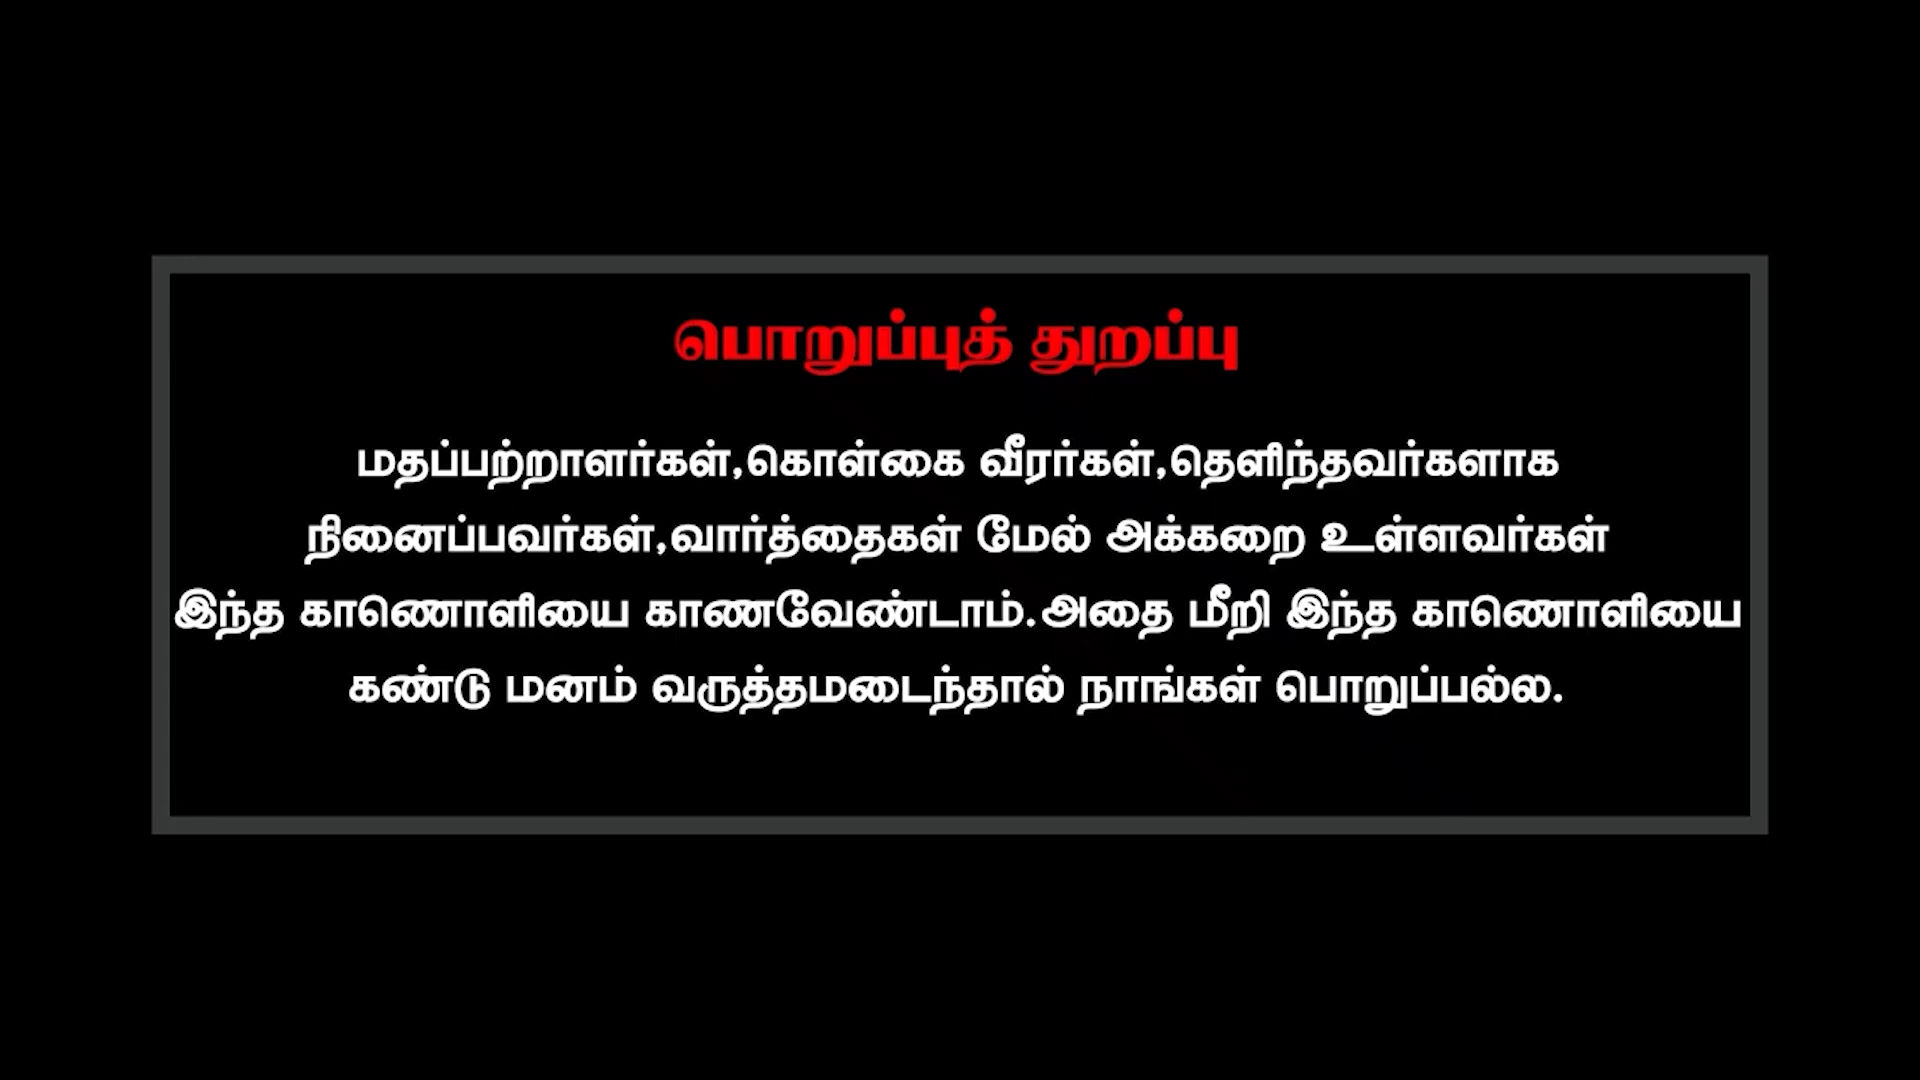 பொறுப்புத் துறப்பு
மதப்பற்றாளர்கள்,கொள்கை வீரர்கள்,தெளிந்தவர்களாக
நினைப்பவர்கள்,வார்த்தைகள் மேல் அக்கறை உள்ளவர்கள்
இந்த காணொளியை காணவேண்டாம்.அதை மீறி இந்த காணொளியை
கண்டு மனம் வருத்தமடைந்தால் நாங்கள் பொறுப்பல்ல.